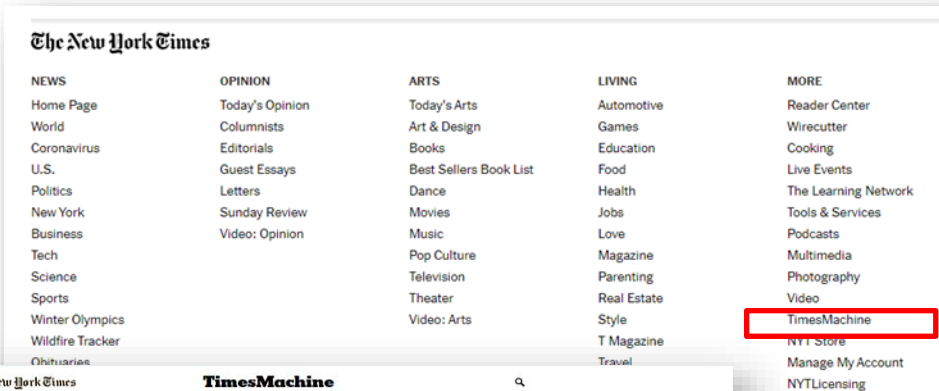 The New York Times
NEWS
Home Page
World
Coronavirus
U.S.
Politics
New York
Business
Tech
Science
Sports
Winter Olympics
Wildfire Tracker
Obituaries
OPINION
Today's Opinion
Columnists
Editorials
Guest Essays
Letters
Sunday Review
Video: Opinion
ARTS
Today's Arts
Art & Design
Books
Best Sellers Book List
Dance
Movies
Music
Pop Culture
Television
Theater
Video: Arts
LIVING
Automotive
Games
Education
Food
Health
Jobs
Love
Magazine
Parenting
Real Estate
Style
T Magazine
Travel
MORE
Reader Center
Wirecutter
Cooking
Live Events
The Learning Network
Tools & Services
Podcasts
Multimedia
Photography
Video
TimesMachine
NYT Store
Manage My Account
NYTLicensing
ew York Times
TimesMachine